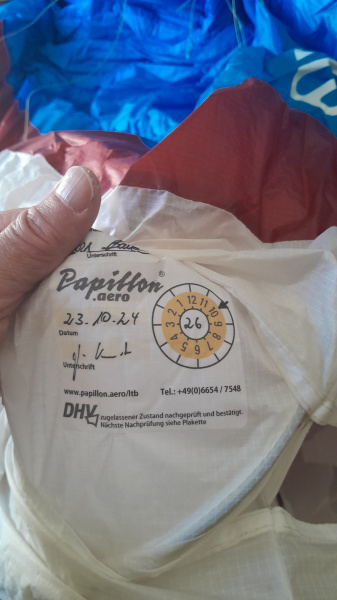 Unterschrift
Papillon®
.aero
23.10.24
Datum
Unterschrift
12 11 10 9 8 7 6 5 4 3 2 1
26
www.papillon.aero/ltb Tel.: +49(0)6654 / 7548
DHV zugelassener Zustand nachgeprüft und bestätigt.
Nächste Nachprüfung siehe Plakette